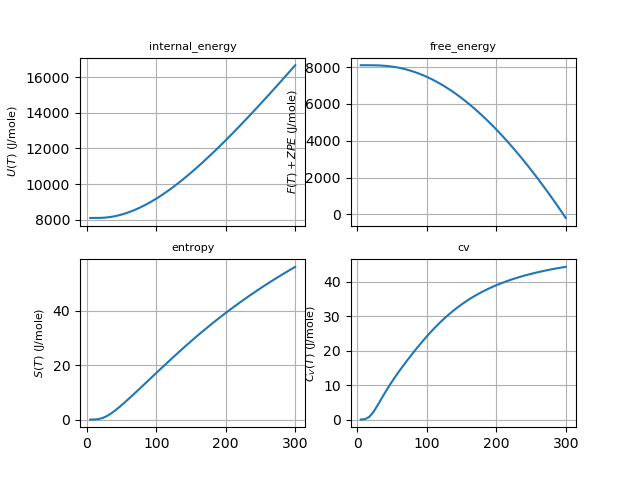 internal_energy
16000
14000
12000
10000
8000
U(T) (J/mole)
free_energy
8000
6000
4000
2000
0
F(T) + ZPE (J/mole)
entropy
40
20
0
S(T) (J/mole)
0 100 200 300
cv
40
30
20
10
0
C_V(T) (J/mole)
0 100 200 300